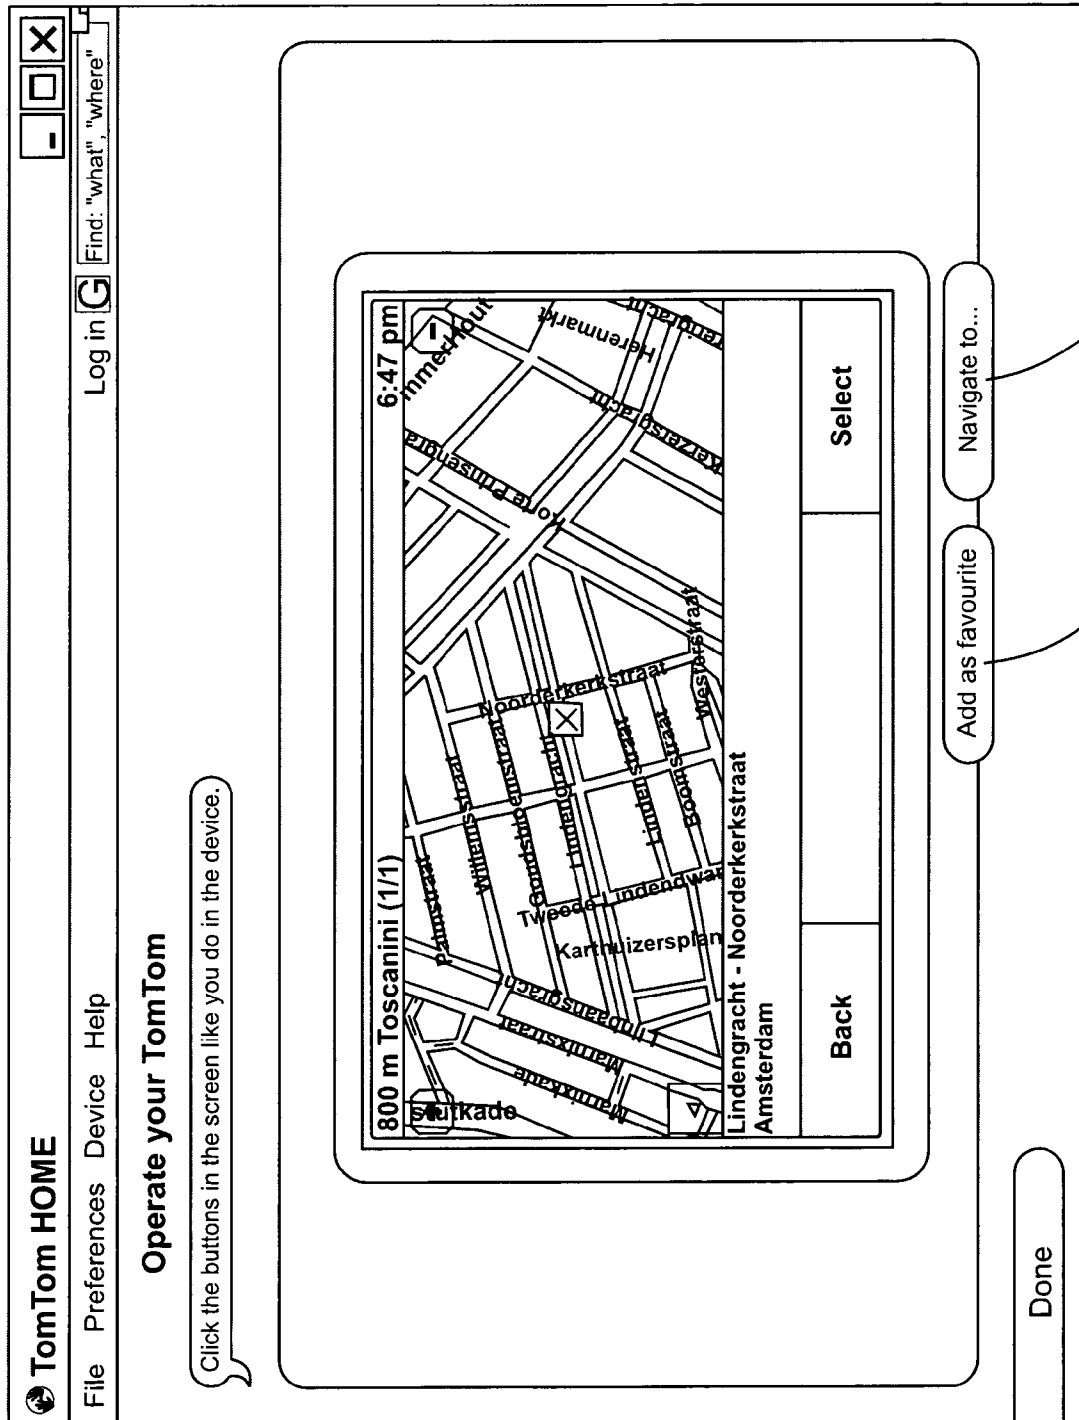 TomTom HOME
File Preferences Device Help
Log in G Find: "what", "where"
Operate your TomTom
Click the buttons in the screen like you do in the device.
800 m Toscanini (1/1)
6:47 pm
+
-
mmerHout
Herenmarkt
Korte Prinsengra
Keizersgracht
Palmstraat
Willemsstraat
Goudsbloemstraat
Lindengracht
Noorderkerkstraat
Lindenstraat
Boomstraat
Westerstraat
Tweede Lindendwar
Karthuizersplan
Lijnbaansgracht
Marnixstraat
Marnixkade
Lindengracht - Noorderkerkstraat
Amsterdam
Back
Select
Add as favourite
Navigate to...
Done